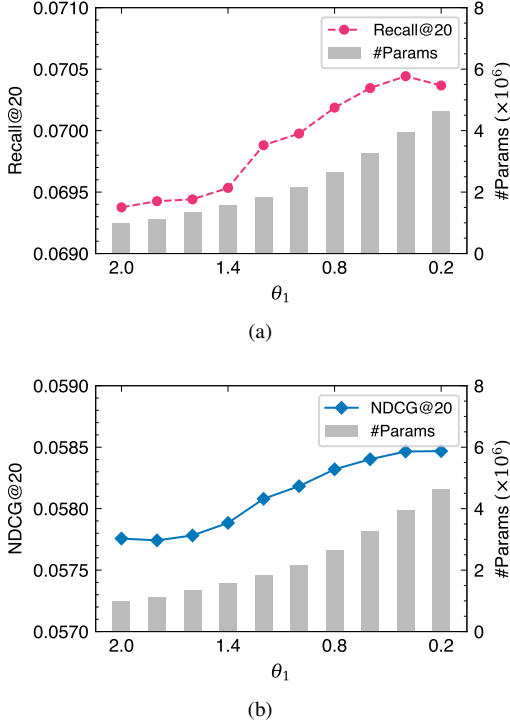 0.0710
0.0705
0.0700
0.0695
0.0690
Recall@20
8
6
4
2
0
#Params (×10⁶)
Recall@20
#Params
2.0 1.4 0.8 0.2
θ₁
(a)
0.0590
0.0585
0.0580
0.0575
0.0570
NDCG@20
8
6
4
2
0
#Params (×10⁶)
NDCG@20
#Params
2.0 1.4 0.8 0.2
θ₁
(b)